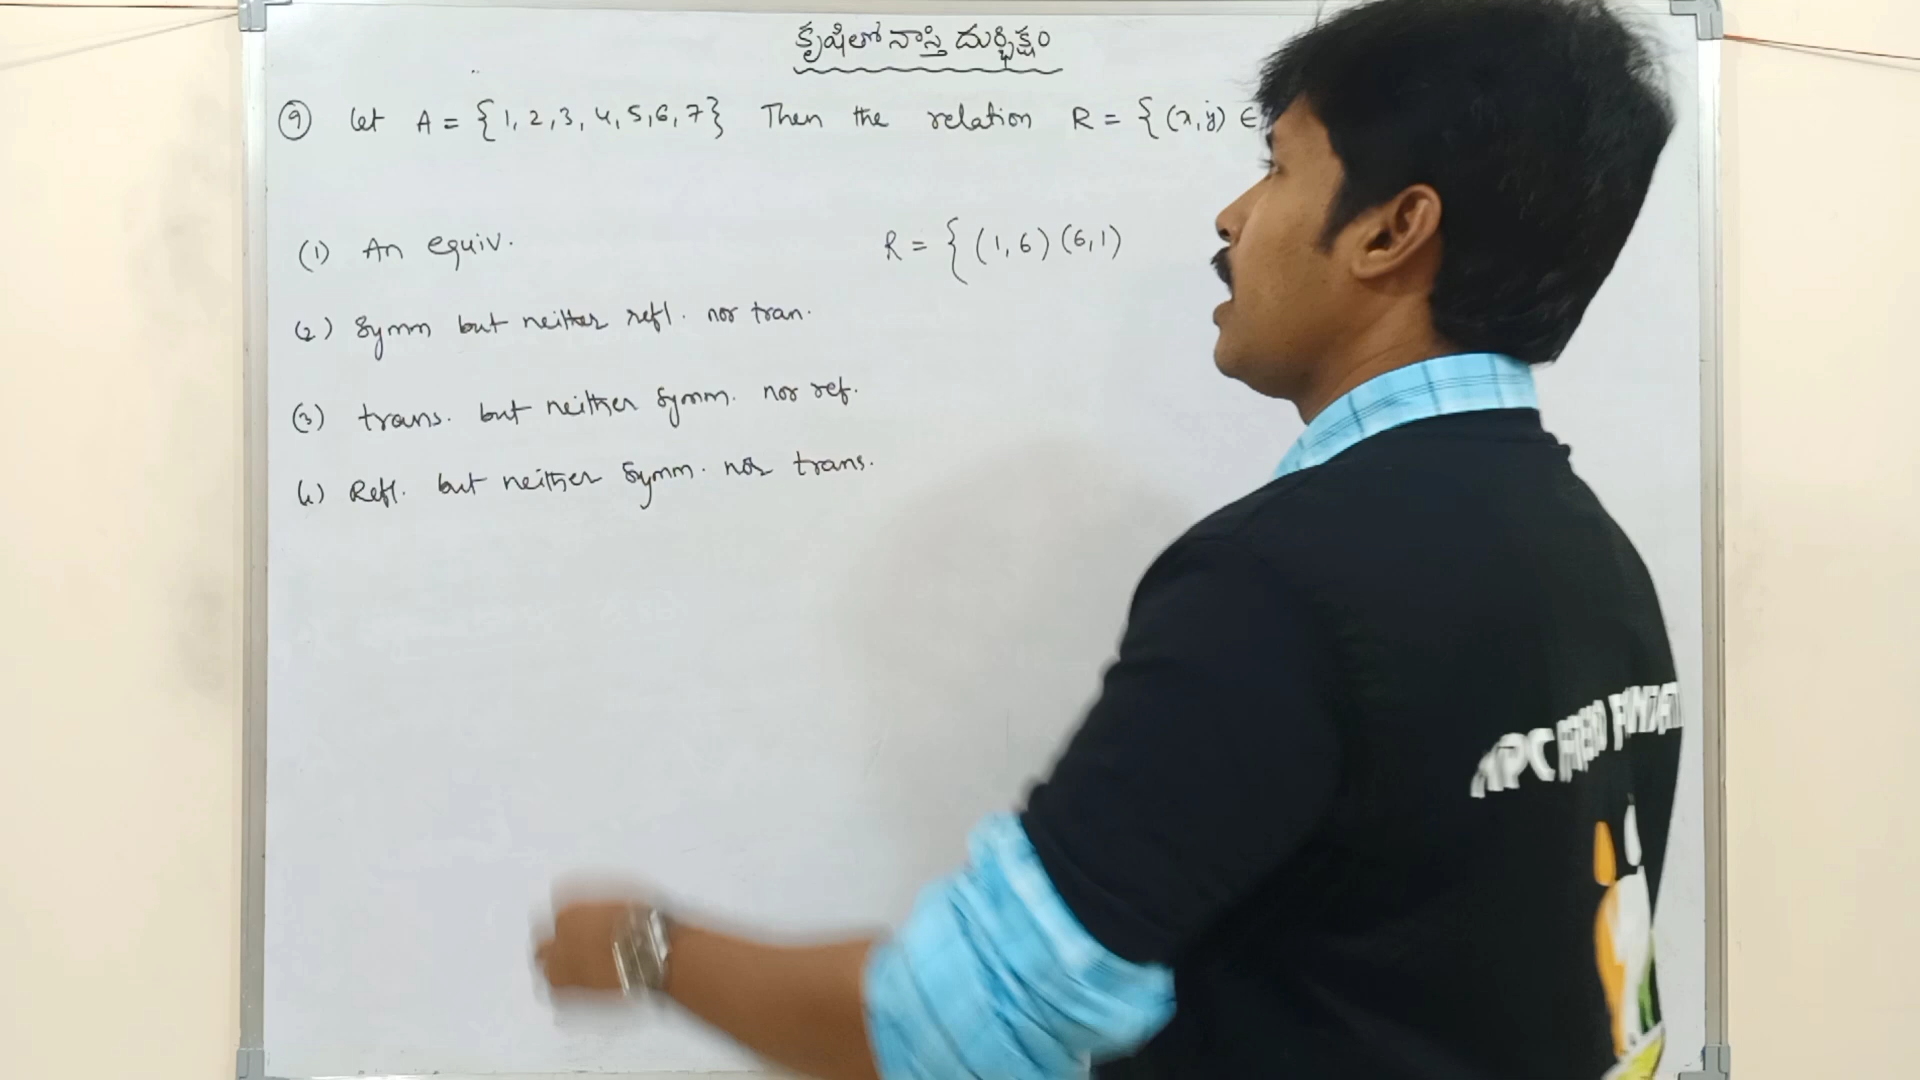 కృషితో నాస్తి దుర్భిక్షం
9 Let A = {1, 2, 3, 4, 5, 6, 7} Then the relation R = {(x, y) ∈
(1) An equiv.
R = { (1, 6) (6, 1)
(2) Symm but neither refl. nor tran.
(3) trans. but neither symm. nor ref.
(4) Refl. but neither symm. nor trans.
MPC